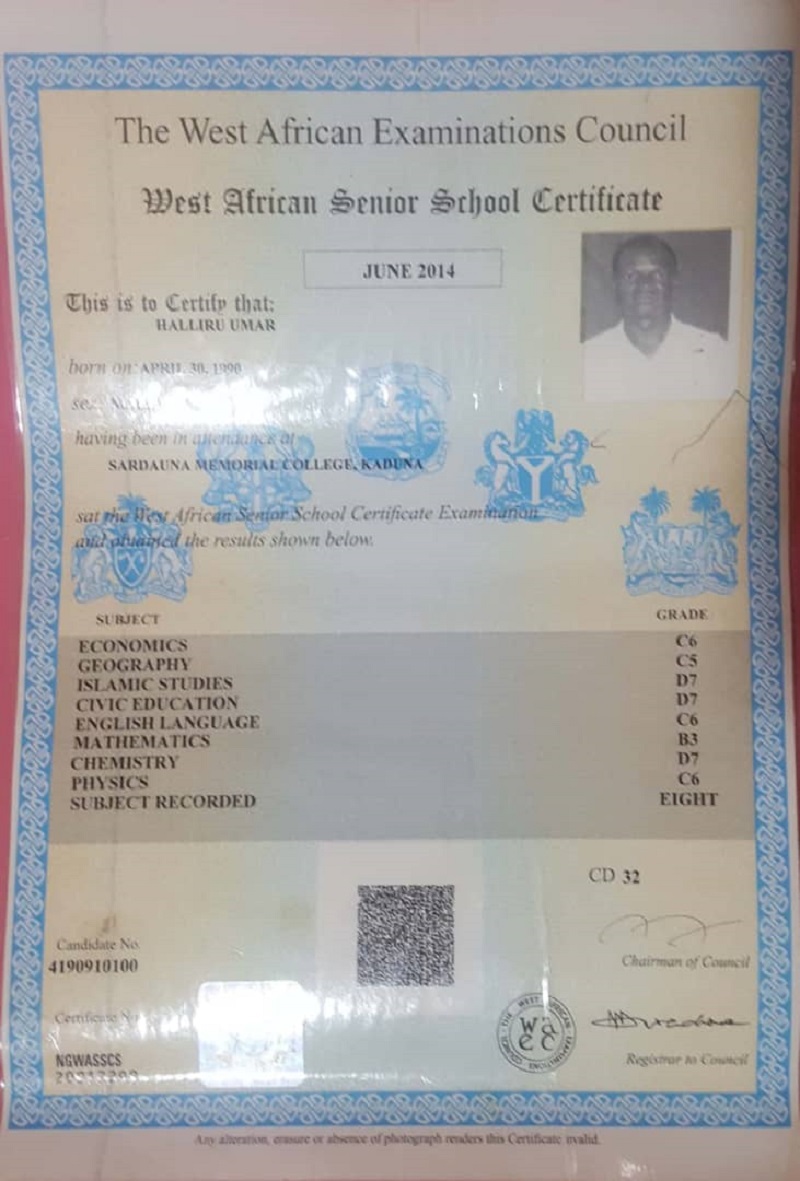 The West African Examinations Council
West African Senior School Certificate
JUNE 2014
This is to Certify that:
HALLIRU UMAR
born on: APRIL 30, 1990
having been in attendance at
SARDAUNA MEMORIAL COLLEGE, KADUNA
sat the West African Senior School Certificate Examination
and obtained the results shown below.
SUBJECT GRADE
ECONOMICS C6
GEOGRAPHY C5
ISLAMIC STUDIES D7
CIVIC EDUCATION D7
ENGLISH LANGUAGE C6
MATHEMATICS B3
CHEMISTRY D7
PHYSICS C6
SUBJECT RECORDED EIGHT
CD 32
Candidate No.
4190910100
Chairman of Council
Certificate
NGWASSCS
Registrar to Council
Any alteration, erasure or absence of photograph renders this Certificate invalid.